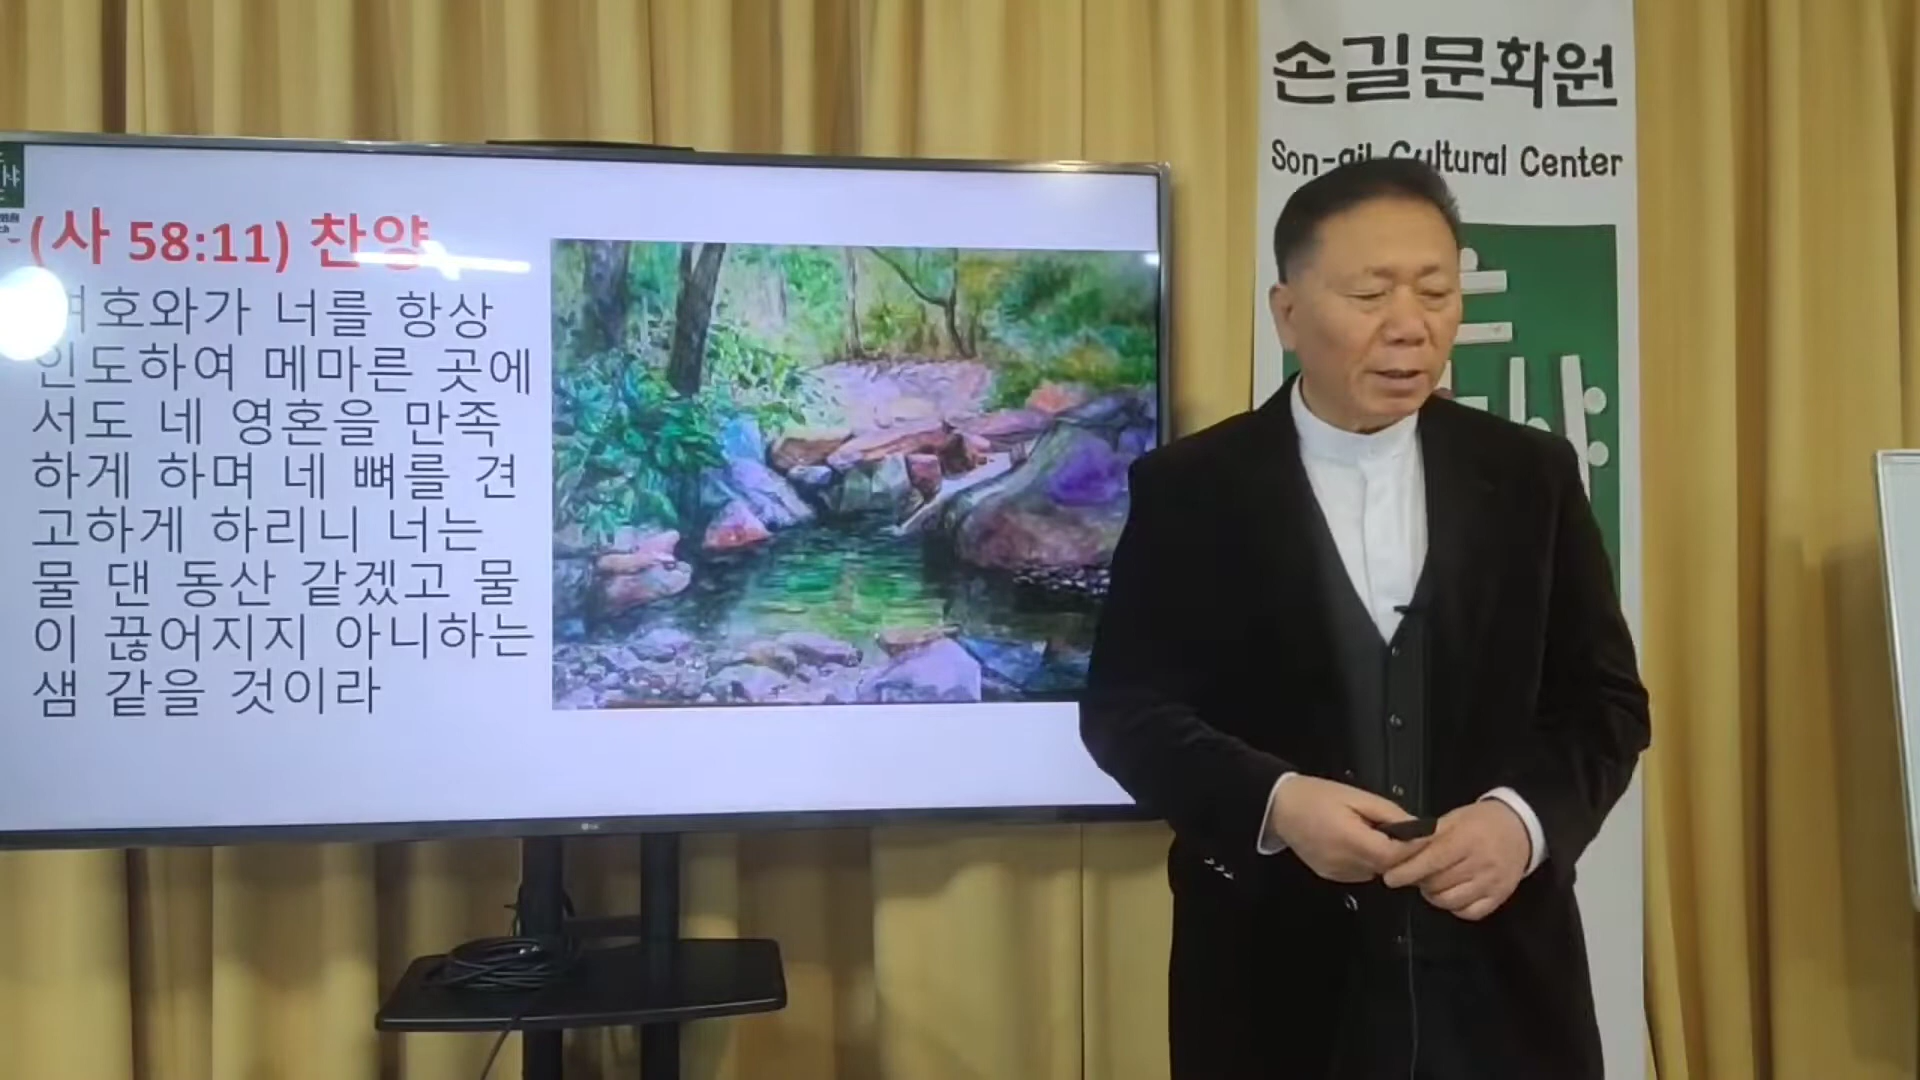 손길문화원
Son-gil Cultural Center
(사 58:11) 찬양
여호와가 너를 항상
인도하여 메마른 곳에
서도 네 영혼을 만족
하게 하며 네 뼈를 견
고하게 하리니 너는
물 댄 동산 같겠고 물
이 끊어지지 아니하는
샘 같을 것이라
LG